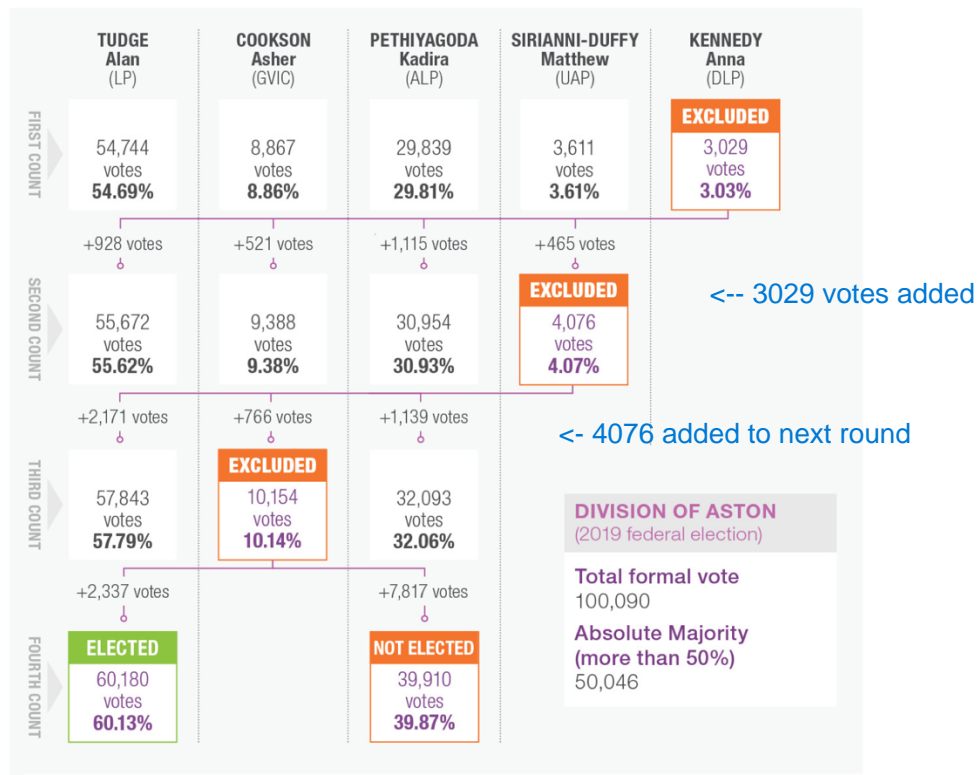 TUDGE
Alan
(LP)
COOKSON
Asher
(GVIC)
PETHIYAGODA
Kadira
(ALP)
SIRIANNI-DUFFY
Matthew
(UAP)
KENNEDY
Anna
(DLP)
FIRST COUNT
54,744
votes
54.69%
8,867
votes
8.86%
29,839
votes
29.81%
3,611
votes
3.61%
EXCLUDED
3,029
votes
3.03%
+928 votes
+521 votes
+1,115 votes
+465 votes
SECOND COUNT
55,672
votes
55.62%
9,388
votes
9.38%
30,954
votes
30.93%
EXCLUDED
4,076
votes
4.07%
<-- 3029 votes added
+2,171 votes
+766 votes
+1,139 votes
<- 4076 added to next round
THIRD COUNT
57,843
votes
57.79%
EXCLUDED
10,154
votes
10.14%
32,093
votes
32.06%
+2,337 votes
+7,817 votes
FOURTH COUNT
ELECTED
60,180
votes
60.13%
NOT ELECTED
39,910
votes
39.87%
DIVISION OF ASTON
(2019 federal election)
Total formal vote
100,090
Absolute Majority
(more than 50%)
50,046